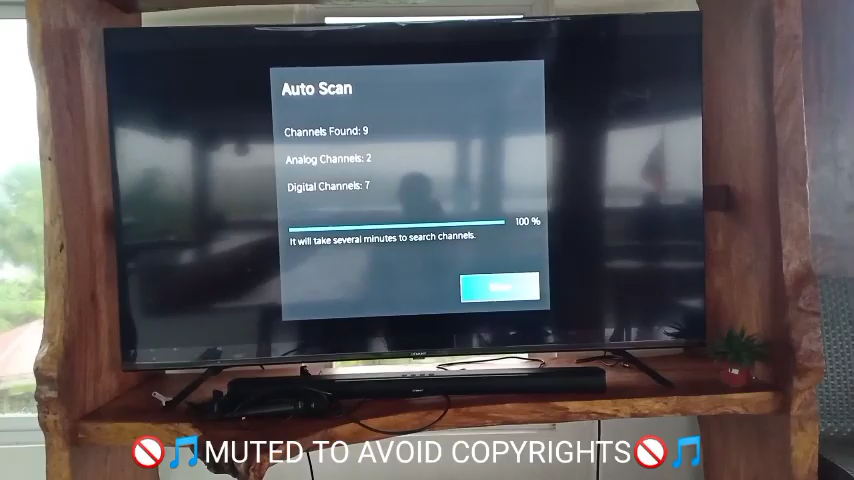 Auto Scan
Channels Found: 9
Analog Channels: 2
Digital Channels: 7
100 %
It will take several minutes to search channels.
🚫🎵MUTED TO AVOID COPYRIGHTS🚫🎵